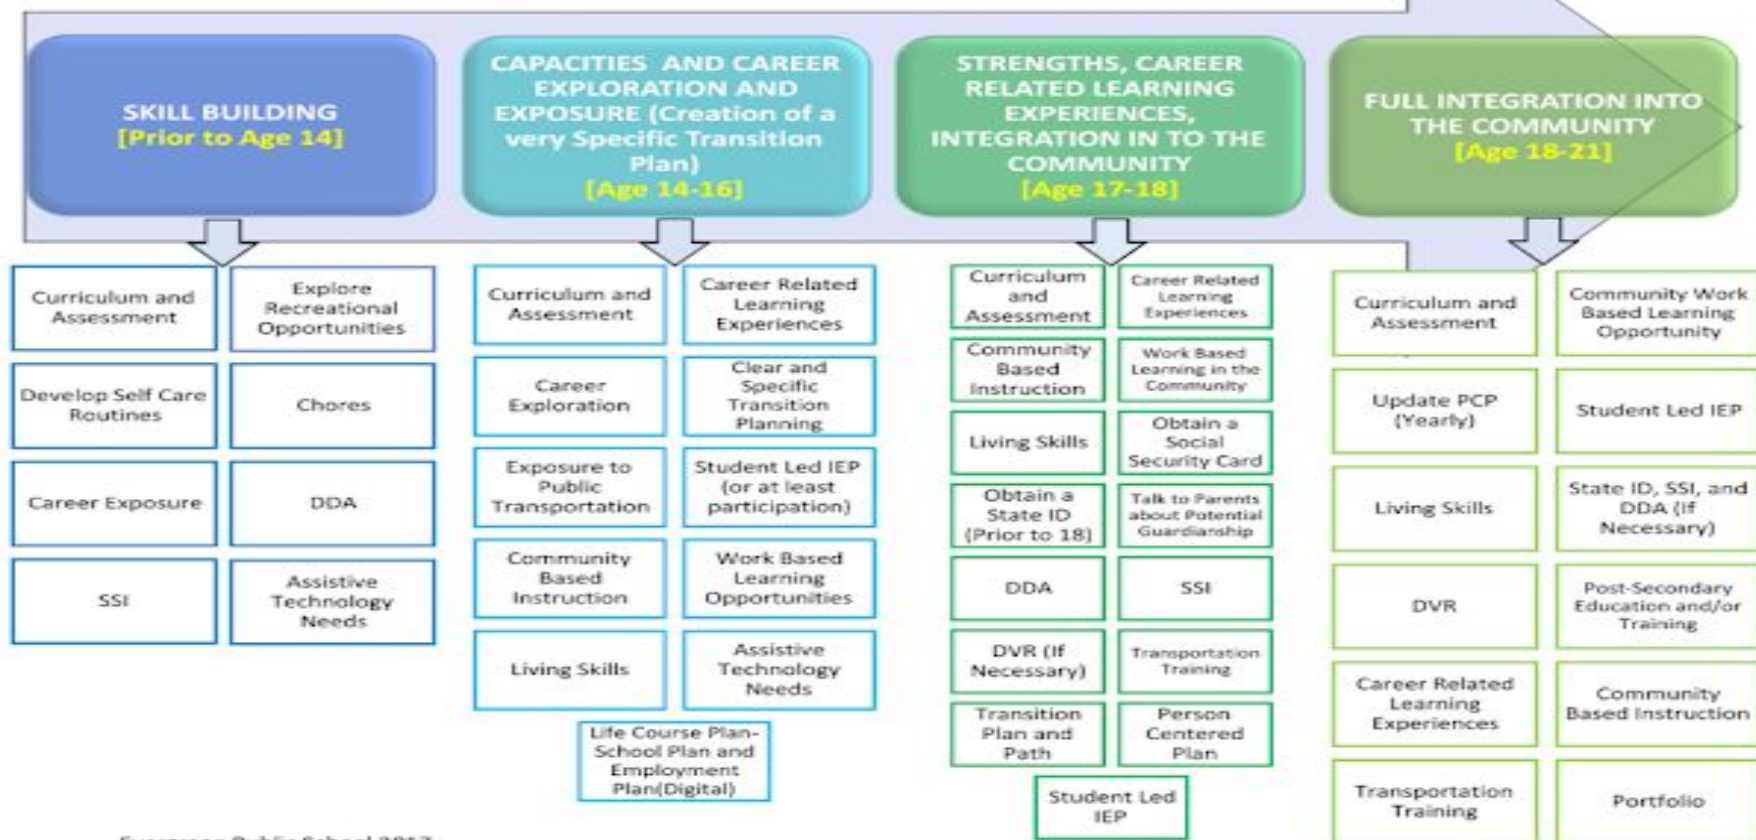 SKILL BUILDING
[Prior to Age 14]
CAPACITIES AND CAREER
EXPLORATION AND
EXPOSURE (Creation of a
very Specific Transition
Plan)
[Age 14-16]
STRENGTHS, CAREER
RELATED LEARNING
EXPERIENCES,
INTEGRATION IN TO THE
COMMUNITY
[Age 17-18]
FULL INTEGRATION INTO
THE COMMUNITY
[Age 18-21]
Curriculum and
Assessment
Explore
Recreational
Opportunities
Develop Self Care
Routines
Chores
Career Exposure
DDA
SSI
Assistive
Technology
Needs
Curriculum and
Assessment
Career Related
Learning
Experiences
Career
Exploration
Clear and
Specific
Transition
Planning
Exposure to
Public
Transportation
Student Led IEP
(or at least
participation)
Community
Based
Instruction
Work Based
Learning
Opportunities
Living Skills
Assistive
Technology
Needs
Life Course Plan-
School Plan and
Employment
Plan(Digital)
Curriculum
and
Assessment
Career Related
Learning
Experiences
Community
Based
Instruction
Work Based
Learning in the
Community
Living Skills
Obtain a
Social
Security Card
Obtain a
State ID
(Prior to 18)
Talk to Parents
about Potential
Guardianship
DDA
SSI
DVR (If
Necessary)
Transportation
Training
Transition
Plan and
Path
Person
Centered
Plan
Student Led
IEP
Curriculum and
Assessment
Community Work
Based Learning
Opportunity
Update PCP
(Yearly)
Student Led IEP
Living Skills
State ID, SSI, and
DDA (If
Necessary)
DVR
Post-Secondary
Education and/or
Training
Career Related
Learning
Experiences
Community
Based Instruction
Transportation
Training
Portfolio
Evergreen Public School 2017